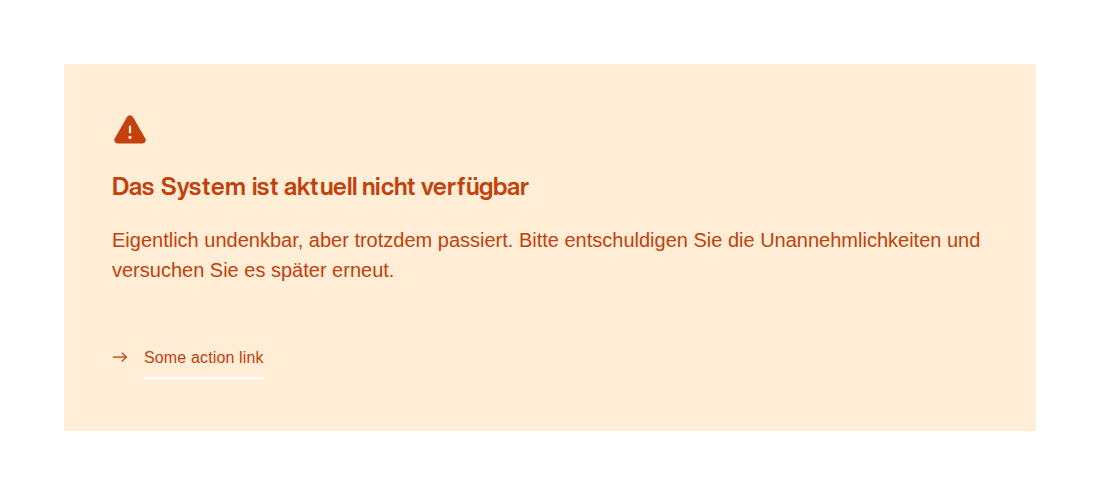 Das System ist aktuell nicht verfügbar
Eigentlich undenkbar, aber trotzdem passiert. Bitte entschuldigen Sie die Unannehmlichkeiten und
versuchen Sie es später erneut.
Some action link